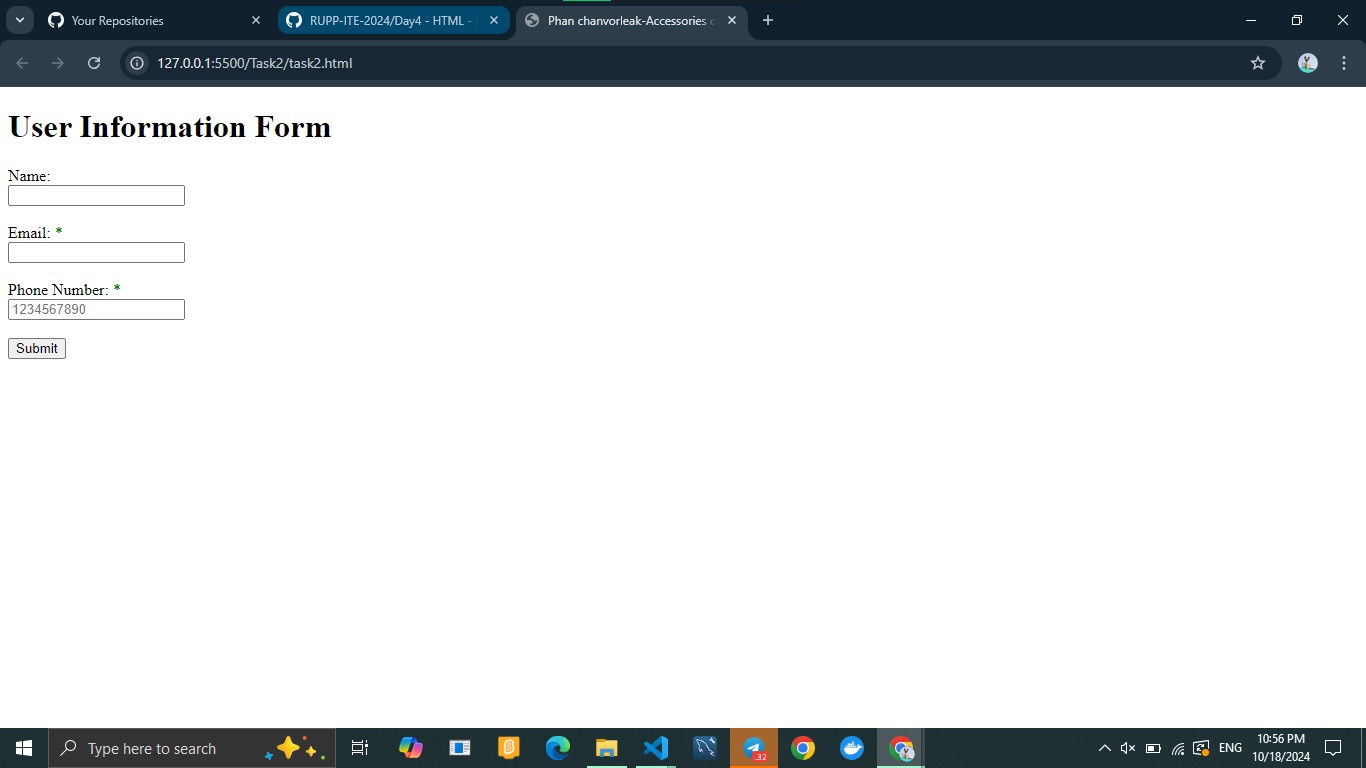 Your Repositories
RUPP-ITE-2024/Day4 - HTML -
Phan chanvorleak-Accessories
127.0.0.1:5500/Task2/task2.html
User Information Form
Name:
Email: *
Phone Number: *
1234567890
Submit
Type here to search
.32
ENG
10:56 PM
10/18/2024